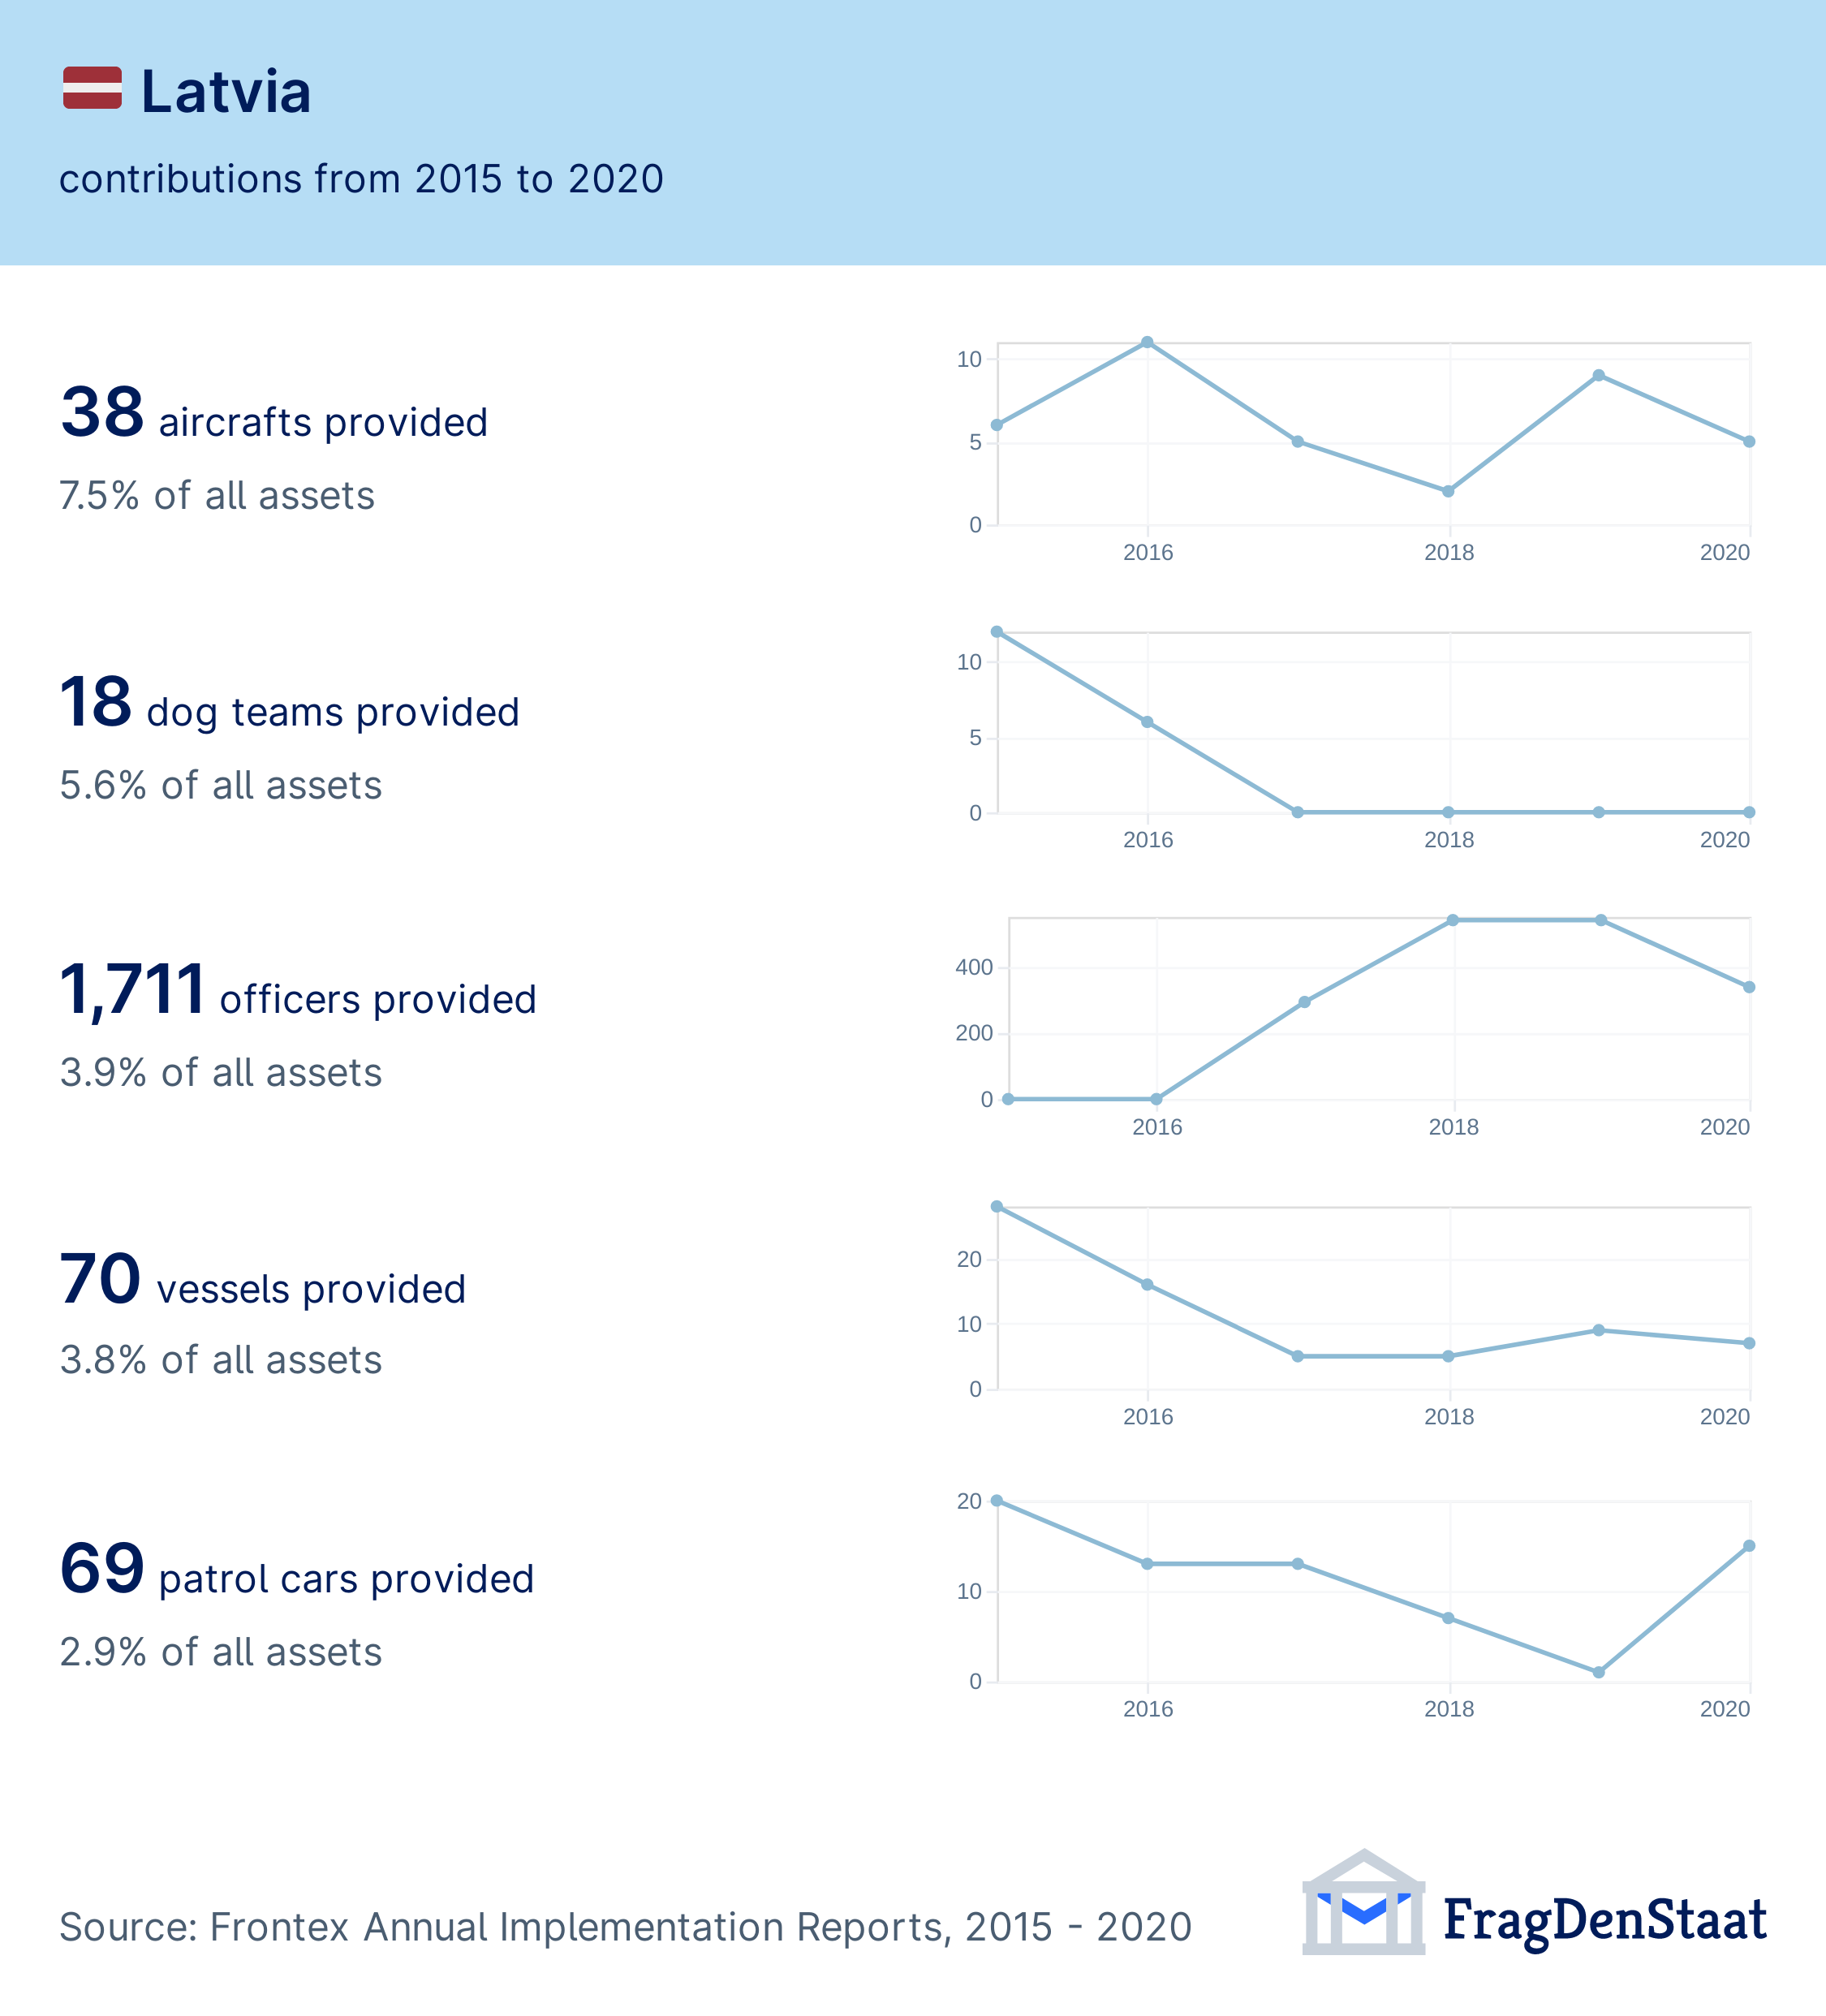 Latvia
contributions from 2015 to 2020
38 aircrafts provided
7.5% of all assets
10
5
0
2016 2018 2020
18 dog teams provided
5.6% of all assets
10
5
0
2016 2018 2020
1,711 officers provided
3.9% of all assets
400
200
0
2016 2018 2020
70 vessels provided
3.8% of all assets
20
10
0
2016 2018 2020
69 patrol cars provided
2.9% of all assets
20
10
0
2016 2018 2020
Source: Frontex Annual Implementation Reports, 2015 - 2020
FragDenStaat